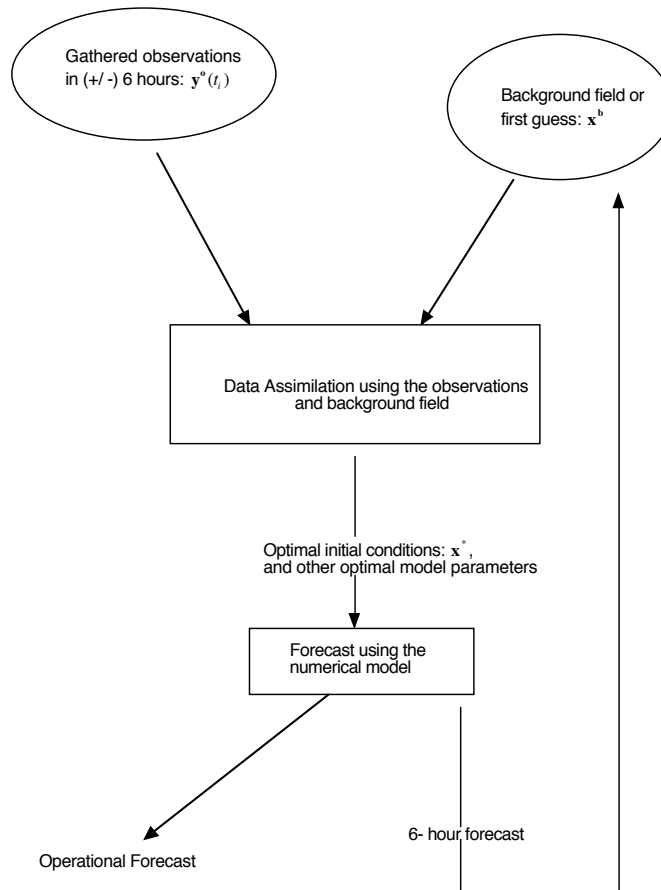 Gathered observations
in (+/ -) 6 hours: yᵒ(tᵢ)
Background field or
first guess: xᵇ
Data Assimilation using the observations
and background field
Optimal initial conditions: x*,
and other optimal model parameters
Forecast using the
numerical model
6- hour forecast
Operational Forecast